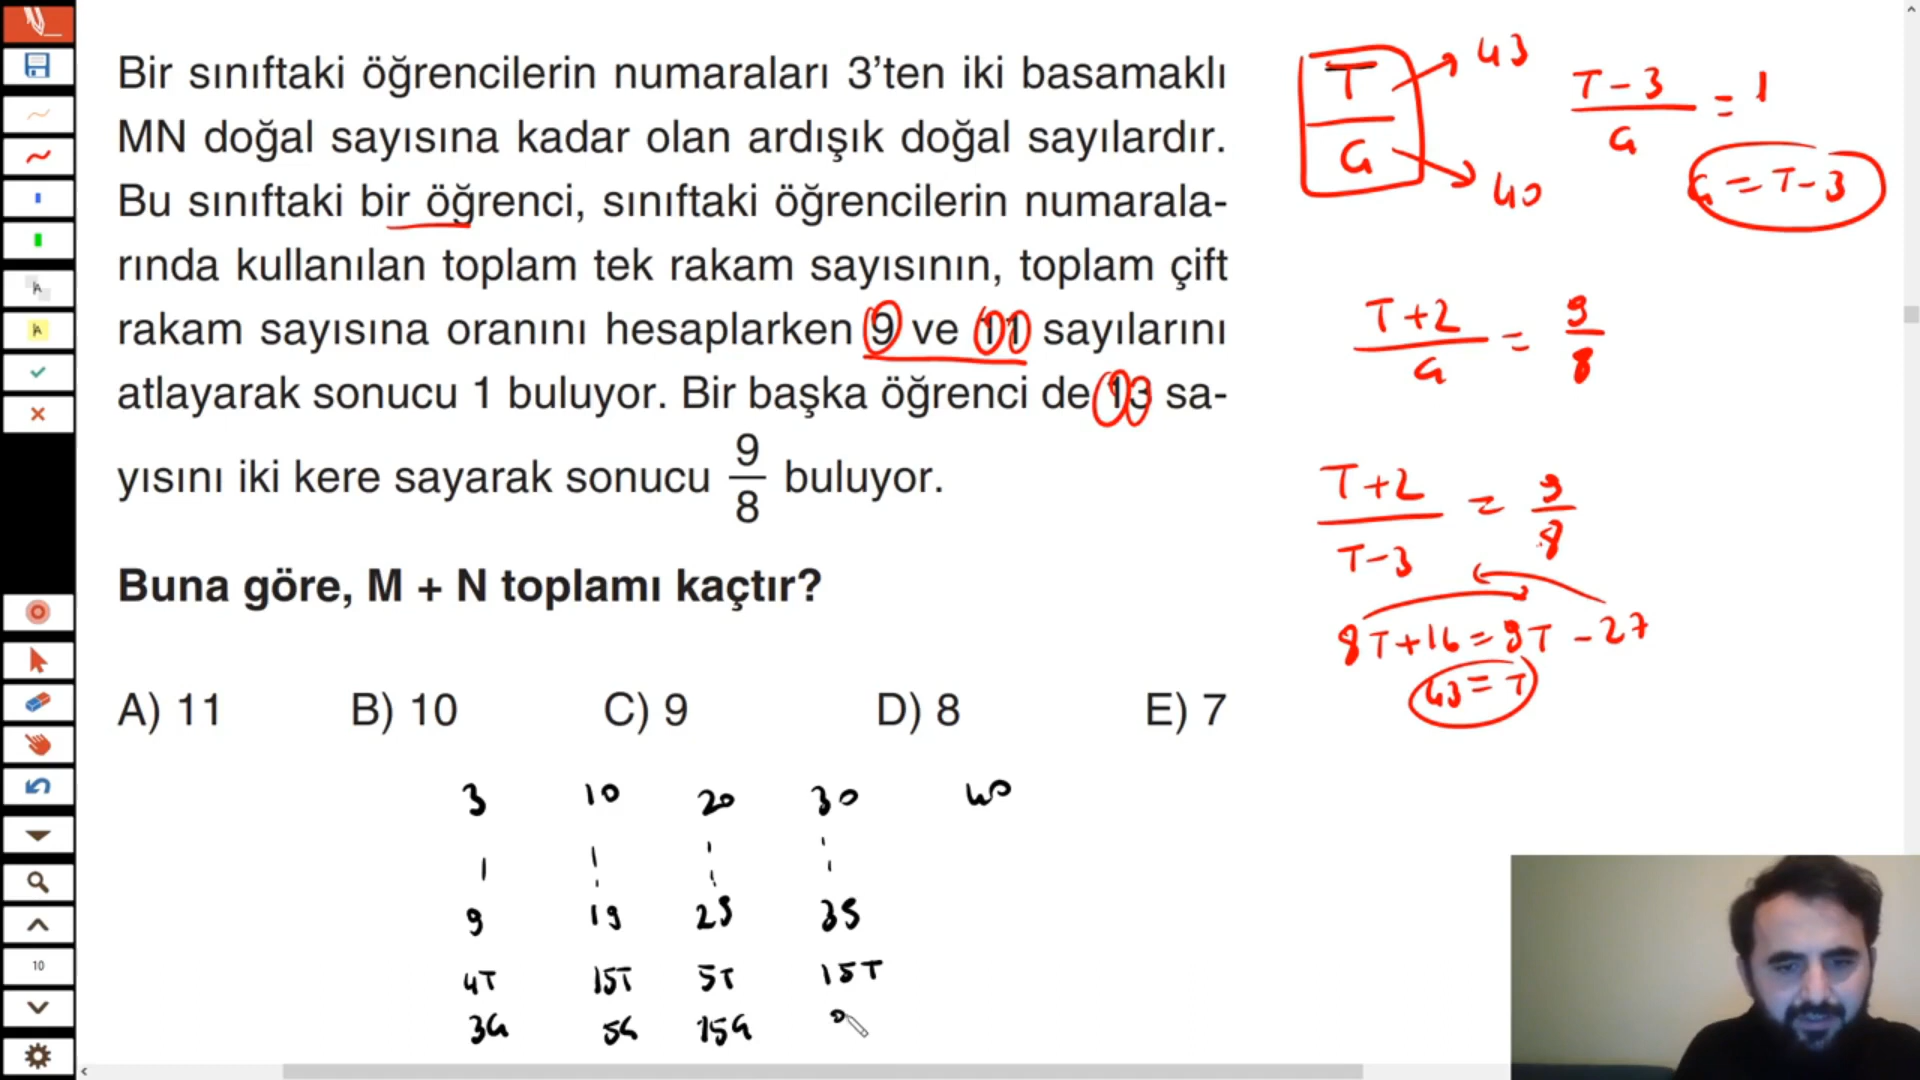 Bir sınıftaki öğrencilerin numaraları 3’ten iki basamaklı
MN doğal sayısına kadar olan ardışık doğal sayılardır.
Bu sınıftaki bir öğrenci, sınıftaki öğrencilerin numarala-
rında kullanılan toplam tek rakam sayısının, toplam çift
rakam sayısına oranını hesaplarken 9 ve 11 sayılarını
atlayarak sonucu 1 buluyor. Bir başka öğrenci de 13 sa-
yısını iki kere sayarak sonucu 9/8 buluyor.
Buna göre, M + N toplamı kaçtır?
A) 11 B) 10 C) 9 D) 8 E) 7
3 10 20 30 40
9 19 29 39
4T 15T 5T 15T
3Ç 5Ç 15Ç
T/Ç
43
40
T-3/Ç = 1
Ç = T-3
T+2/Ç = 9/8
T+2/T-3 = 9/8
8T+16=9T-27
43=T
10